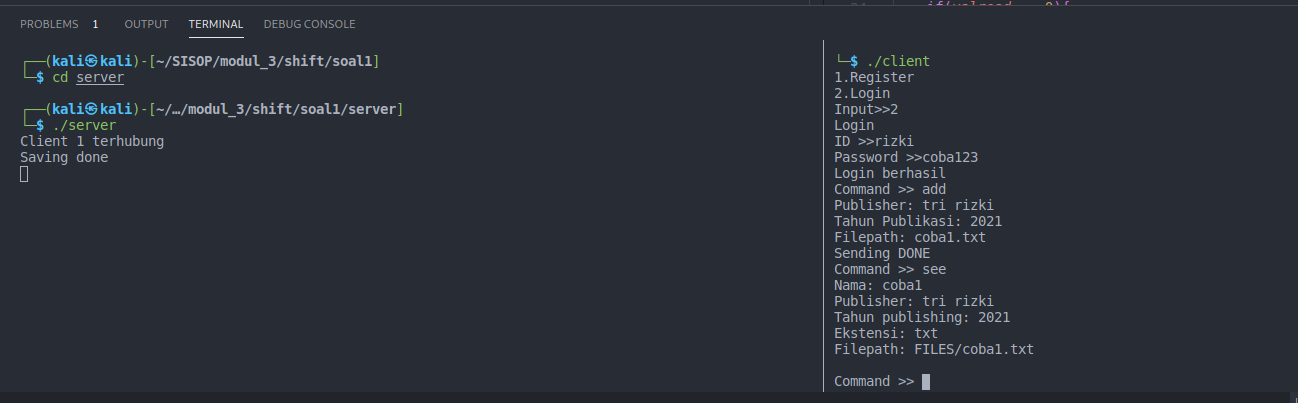 PROBLEMS 1 OUTPUT TERMINAL DEBUG CONSOLE
┌──(kali㉿kali)-[~/SISOP/modul_3/shift/soal1]
└─$ cd server
┌──(kali㉿kali)-[~/…/modul_3/shift/soal1/server]
└─$ ./server
Client 1 terhubung
Saving done
└─$ ./client
1.Register
2.Login
Input>>2
Login
ID >>rizki
Password >>coba123
Login berhasil
Command >> add
Publisher: tri rizki
Tahun Publikasi: 2021
Filepath: coba1.txt
Sending DONE
Command >> see
Nama: coba1
Publisher: tri rizki
Tahun publishing: 2021
Ekstensi: txt
Filepath: FILES/coba1.txt
Command >>